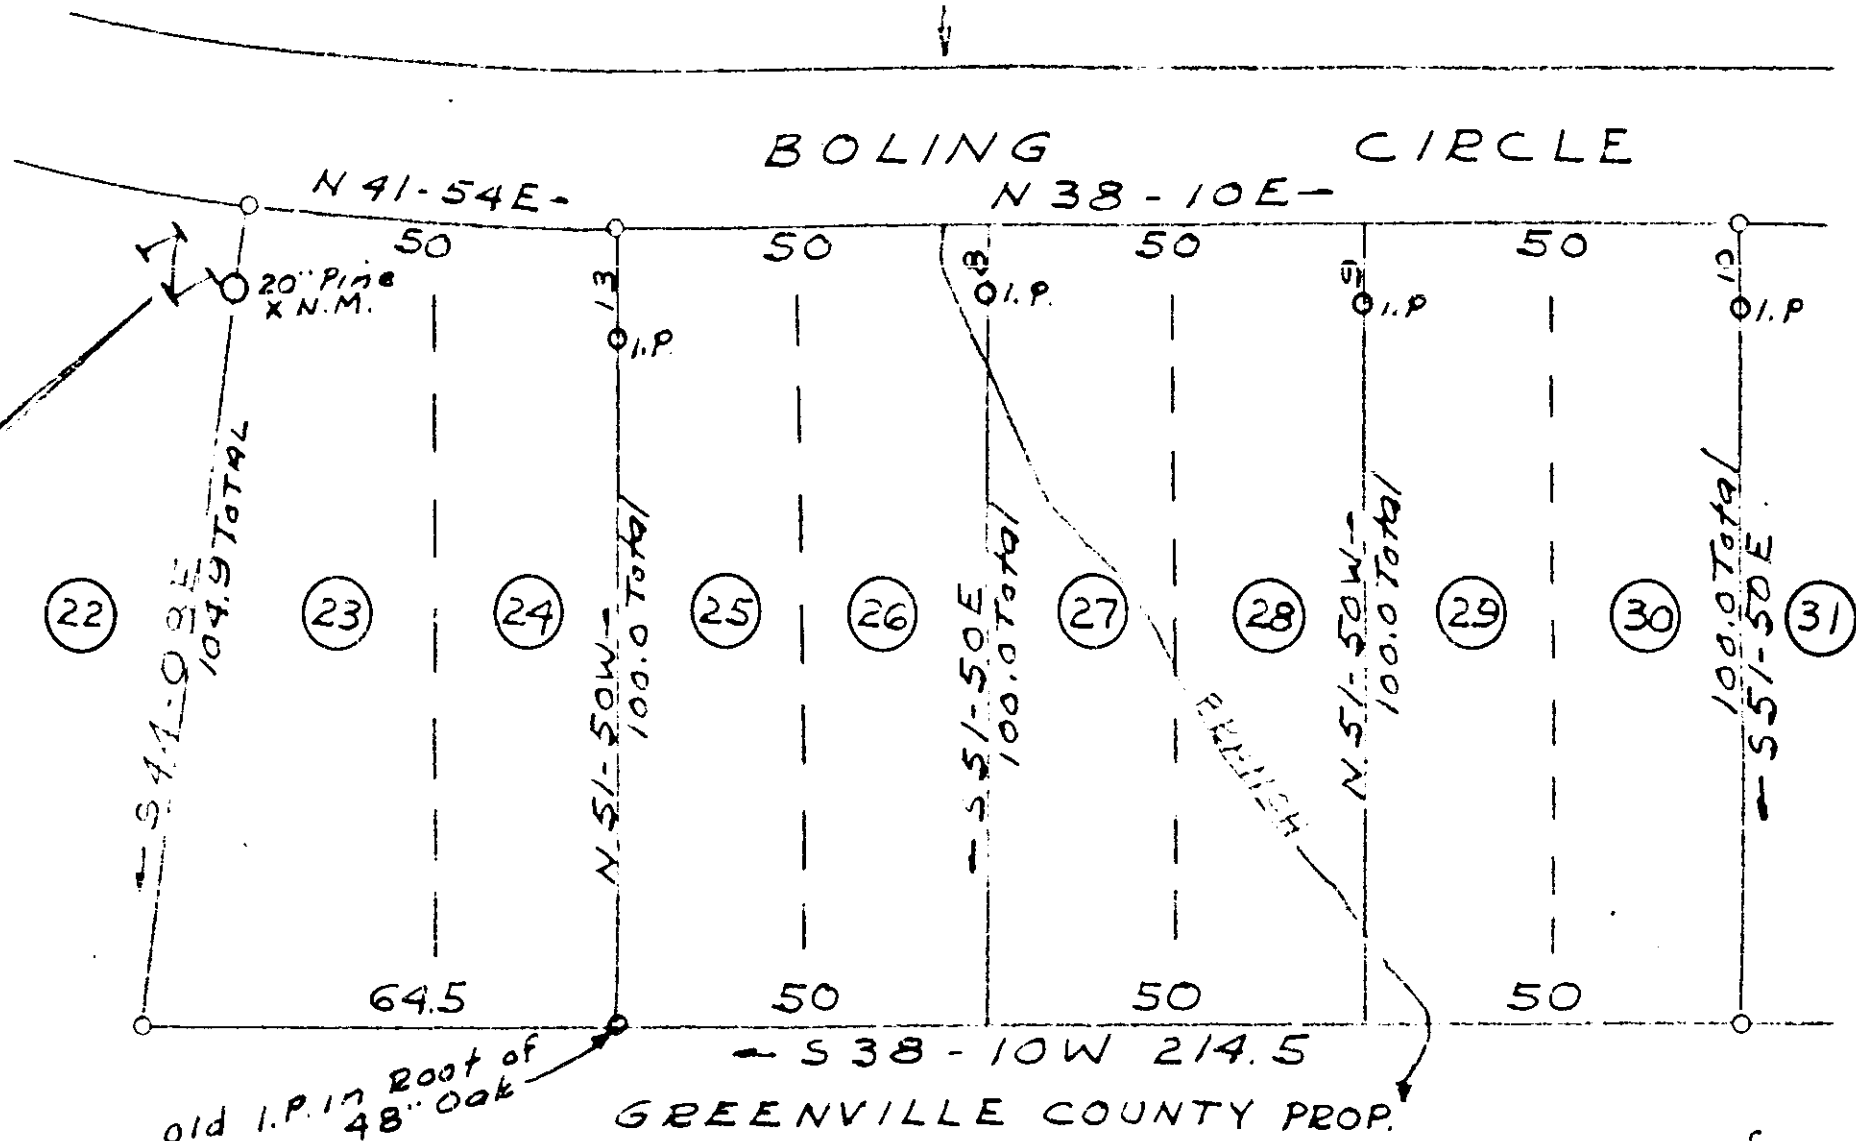 BOLING CIRCLE
N 41-54E-
N 38-10E-
50
50
50
50
20" Pine
X N.M.
13
I.P.
I.P.
I.P
I.P
13
104.9 TOTAL
N 51-50W-
100.0 Total
S 51-50E
100.0 Total
N. 51-50W-
100.0 Total
100.0 Total
S 51-50E
22
23
24
25
26
27
28
29
30
31
BRANCH
64.5
50
50
50
S 38-10W 214.5
old I.P. in Root of
48" Oak
GREENVILLE COUNTY PROP.